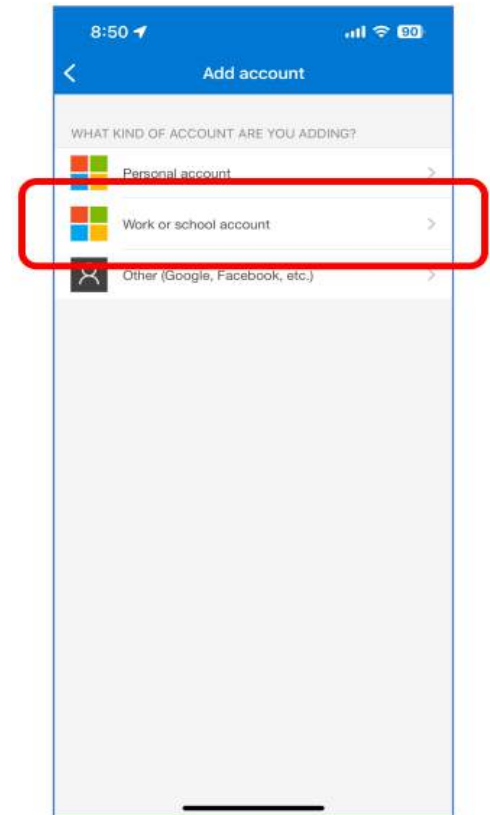 8:50 90
Add account
WHAT KIND OF ACCOUNT ARE YOU ADDING?
Personal account
Work or school account
Other (Google, Facebook, etc.)